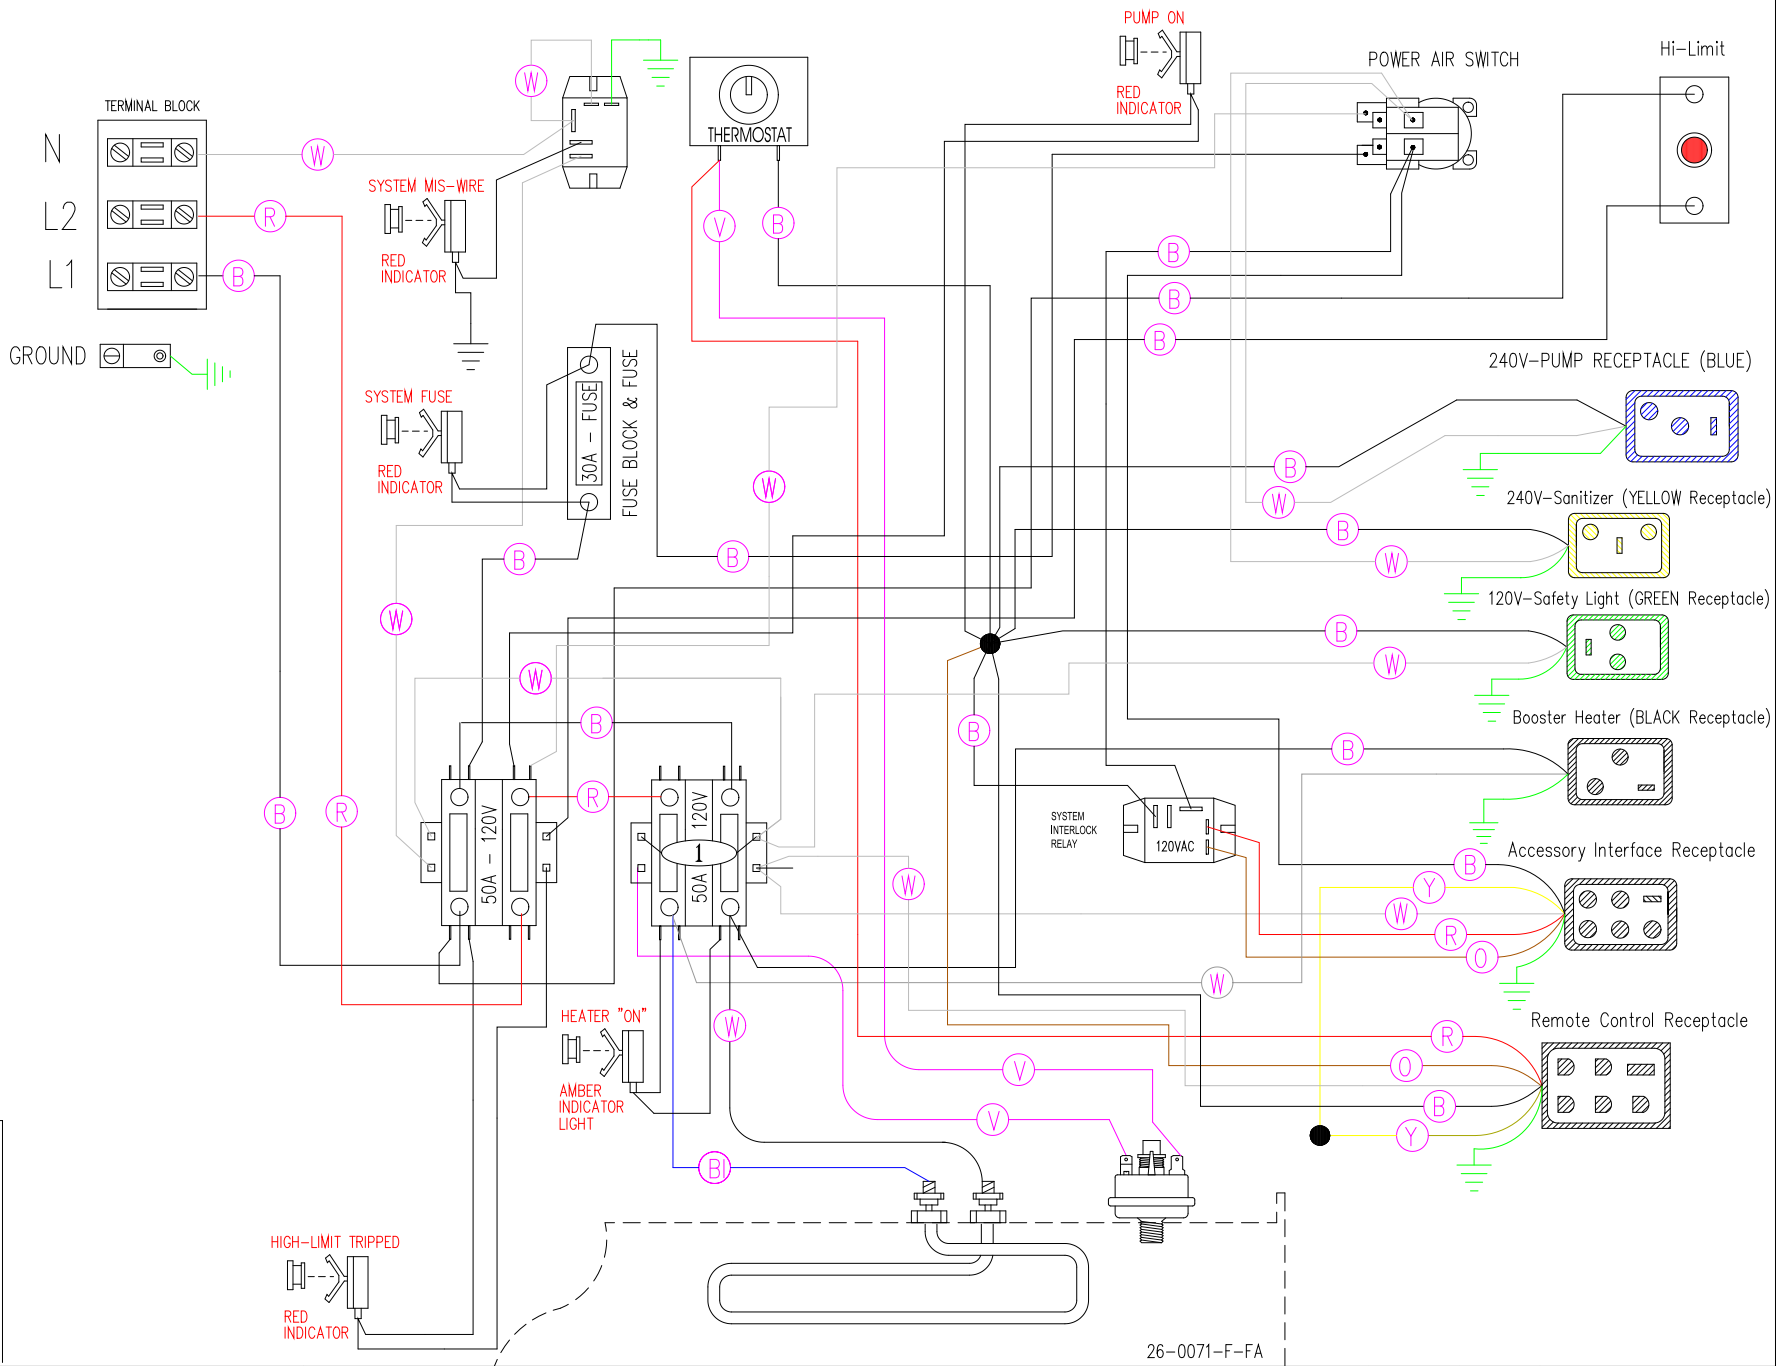 PUMP ON
RED
INDICATOR
POWER AIR SWITCH
Hi-Limit
TERMINAL BLOCK
N
L2
L1
GROUND
W
R
B
W
THERMOSTAT
V
B
SYSTEM MIS-WIRE
RED
INDICATOR
B
B
B
SYSTEM FUSE
RED
INDICATOR
30A - FUSE
FUSE BLOCK & FUSE
240V-PUMP RECEPTACLE (BLUE)
B
W
W
240V-Sanitizer (YELLOW Receptacle)
B
W
B
B
120V-Safety Light (GREEN Receptacle)
B
W
W
W
B
B
Booster Heater (BLACK Receptacle)
B
B
R
R
50A - 120V
50A 120V
1
SYSTEM
INTERLOCK
RELAY
120VAC
Accessory Interface Receptacle
B
Y
W
R
O
W
W
Remote Control Receptacle
R
O
B
Y
HEATER "ON"
AMBER
INDICATOR
LIGHT
W
V
V
Bl
HIGH-LIMIT TRIPPED
RED
INDICATOR
26-0071-F-FA